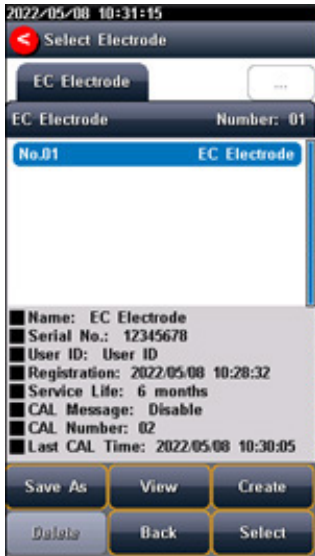 2022/05/08 10:31:15
< Select Electrode
EC Electrode ...
EC Electrode Number: 01
No.01 EC Electrode
Name: EC Electrode
Serial No.: 12345678
User ID: User ID
Registration: 2022/05/08 10:28:32
Service Life: 6 months
CAL Message: Disable
CAL Number: 02
Last CAL Time: 2022/05/08 10:30:05
Save As View Create
Delete Back Select